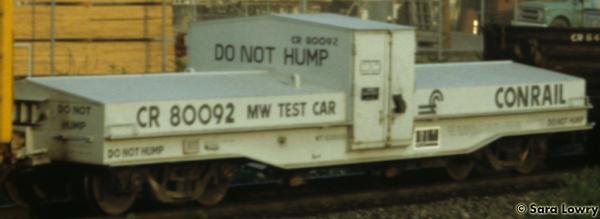 CR 80092
DO NOT HUMP
DO NOT
HUMP
CR 80092 MW TEST CAR
CONRAIL
DO NOT HUMP
DO NOT HUMP
© Sara Lowry